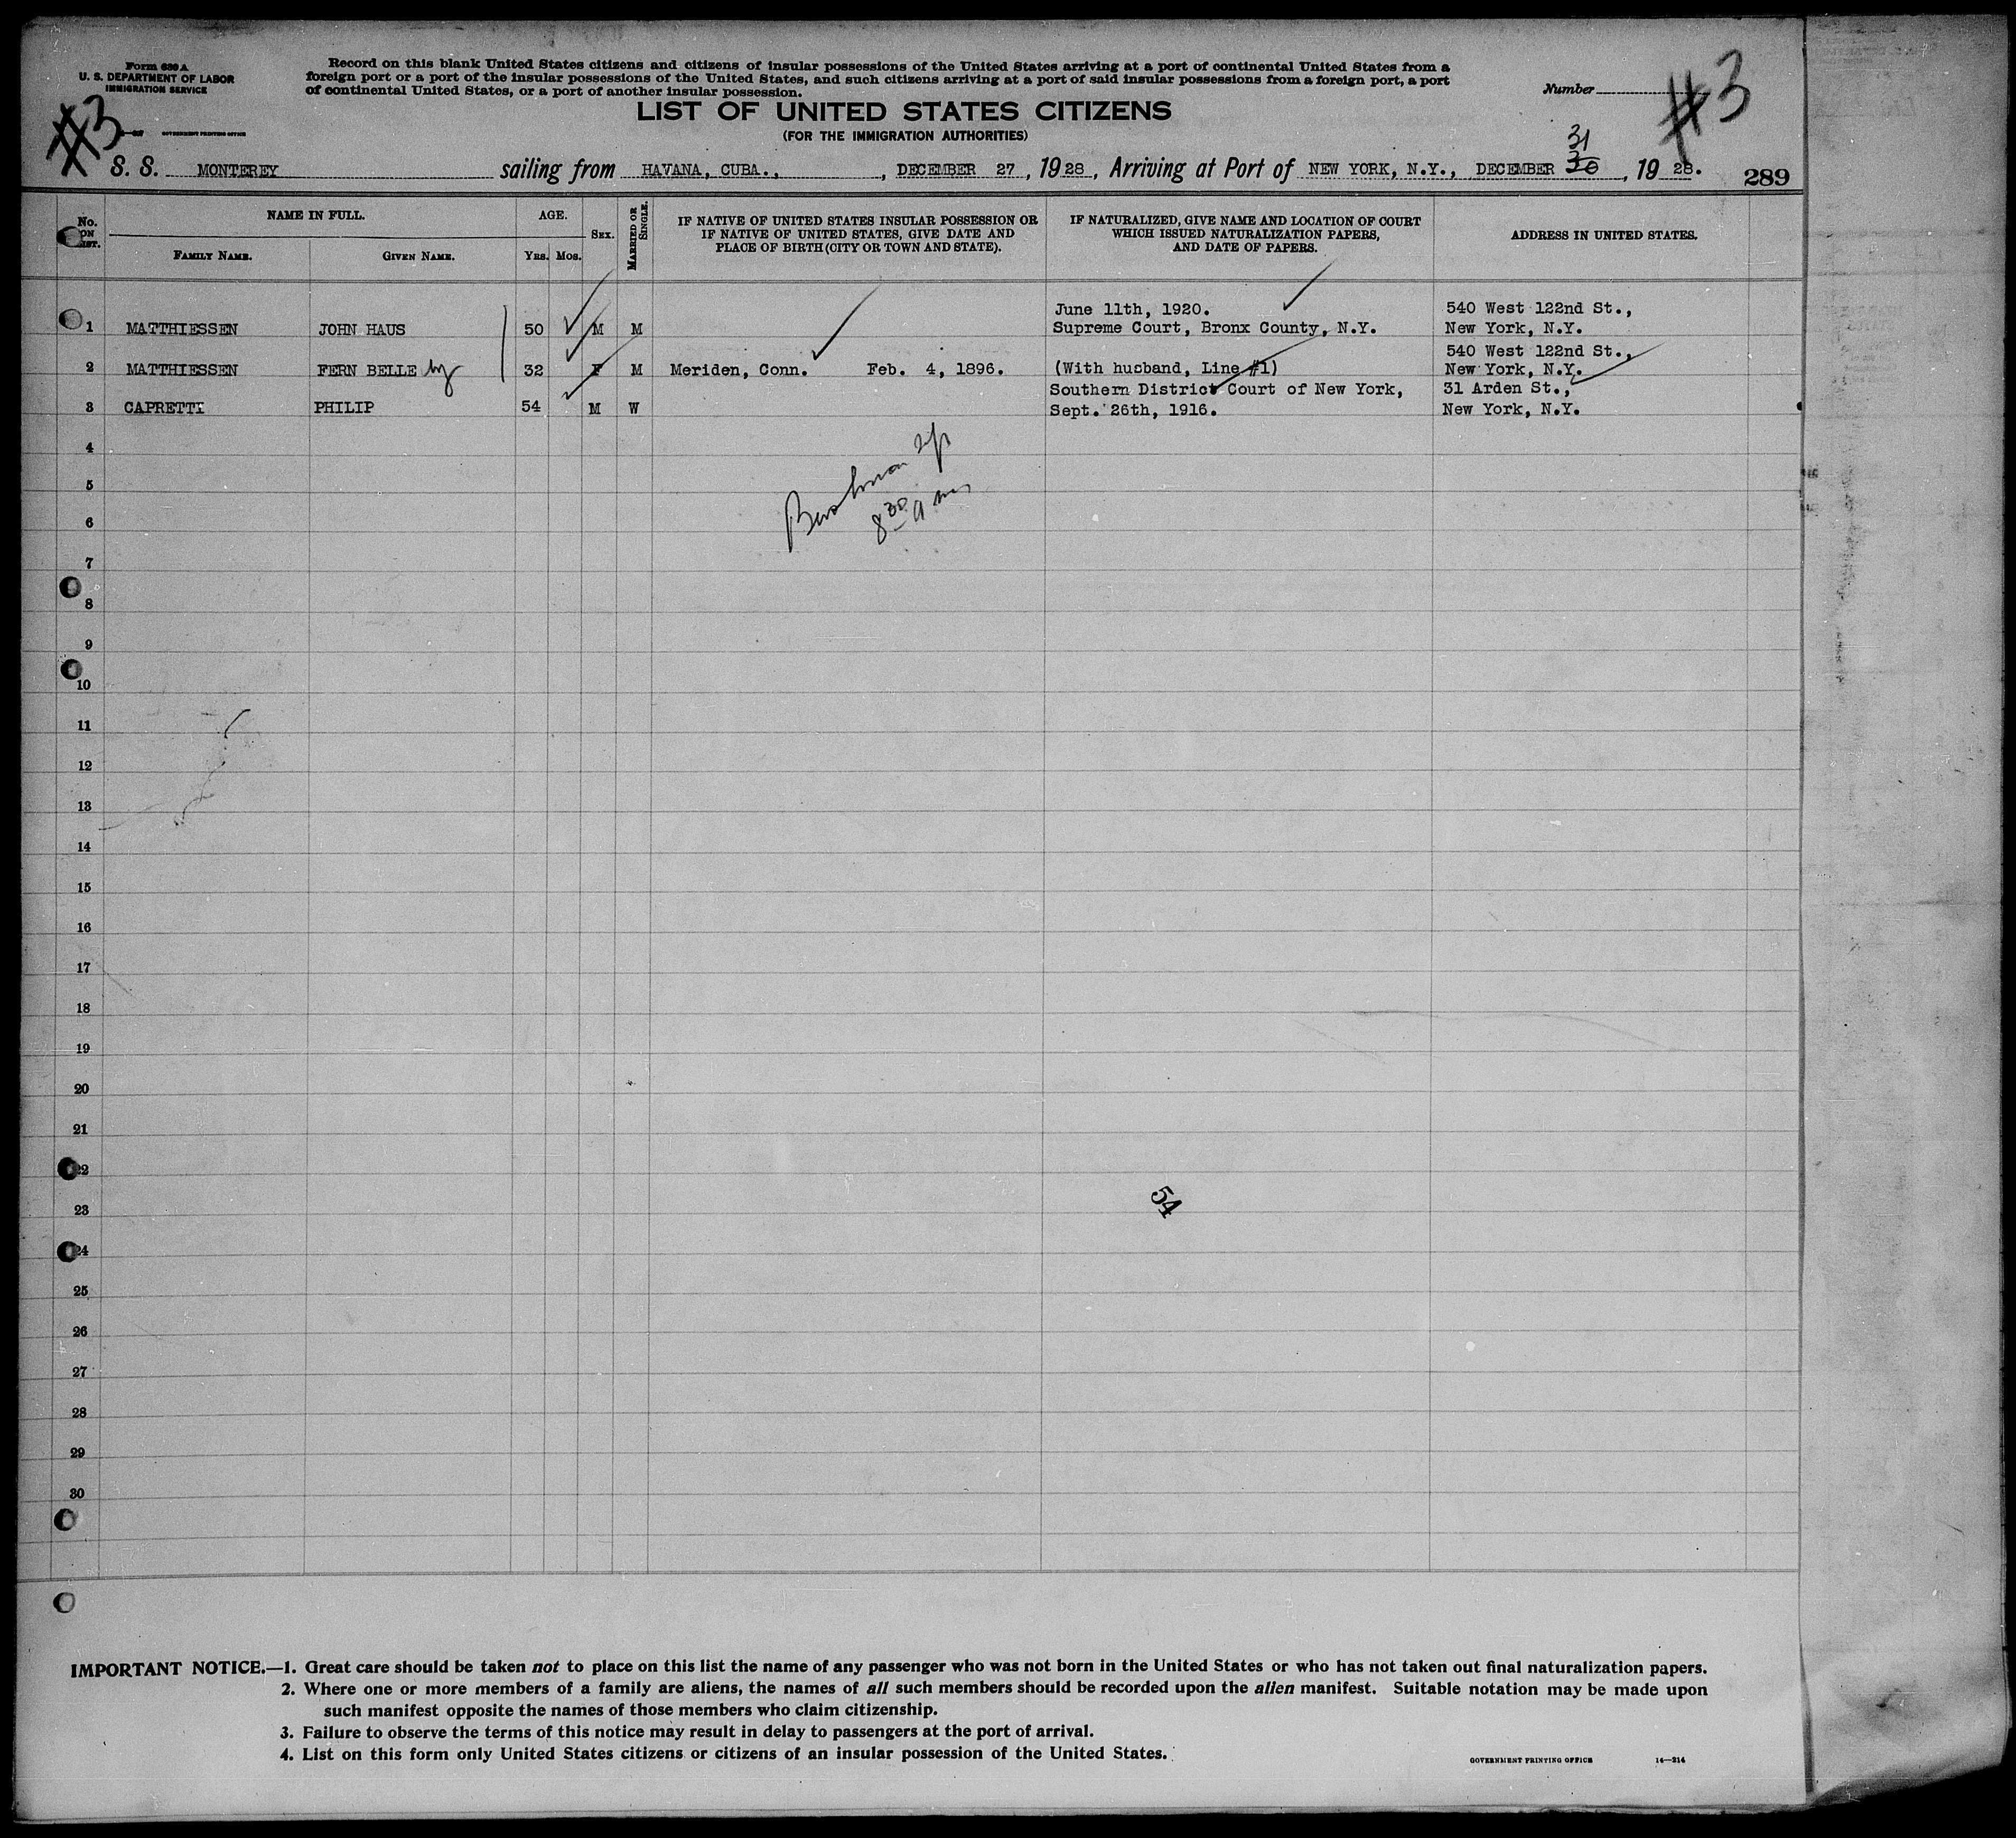 Form 630 A
U. S. DEPARTMENT OF LABOR
IMMIGRATION SERVICE
Record on this blank United States citizens and citizens of insular possessions of the United States arriving at a port of continental United States from a
foreign port or a port of the insular possessions of the United States, and such citizens arriving at a port of said insular possessions from a foreign port, a port
of continental United States, or a port of another insular possession.
Number
#3
#3
GOVERNMENT PRINTING OFFICE
LIST OF UNITED STATES CITIZENS
(FOR THE IMMIGRATION AUTHORITIES)
31
S. S. MONTEREY sailing from HAVANA, CUBA., , DECEMBER 27, 1928, Arriving at Port of NEW YORK, N.Y., DECEMBER 30, 1928.
289
No. ON LIST.
NAME IN FULL.
FAMILY NAME. GIVEN NAME.
AGE.
YRS. MOS.
SEX.
MARRIED OR SINGLE.
IF NATIVE OF UNITED STATES INSULAR POSSESSION OR
IF NATIVE OF UNITED STATES, GIVE DATE AND
PLACE OF BIRTH (CITY OR TOWN AND STATE).
IF NATURALIZED, GIVE NAME AND LOCATION OF COURT
WHICH ISSUED NATURALIZATION PAPERS,
AND DATE OF PAPERS.
ADDRESS IN UNITED STATES.
June 11th, 1920. 540 West 122nd St.,
1 MATTHIESSEN JOHN HAUS 50 M M Supreme Court, Bronx County, N.Y. New York, N.Y.
540 West 122nd St.,
2 MATTHIESSEN FERN BELLE 32 F M Meriden, Conn. Feb. 4, 1896. (With husband, Line #1) New York, N.Y.
Southern District Court of New York, 31 Arden St.,
3 CAPRETTI PHILIP 54 M W Sept. 26th, 1916. New York, N.Y.
4
5
8 30 a m
6
7
8
9
10
11
12
13
14
15
16
17
18
19
20
21
22
54
23
24
25
26
27
28
29
30
IMPORTANT NOTICE.—1. Great care should be taken not to place on this list the name of any passenger who was not born in the United States or who has not taken out final naturalization papers.
2. Where one or more members of a family are aliens, the names of all such members should be recorded upon the alien manifest. Suitable notation may be made upon
such manifest opposite the names of those members who claim citizenship.
3. Failure to observe the terms of this notice may result in delay to passengers at the port of arrival.
4. List on this form only United States citizens or citizens of an insular possession of the United States.
GOVERNMENT PRINTING OFFICE 14—214